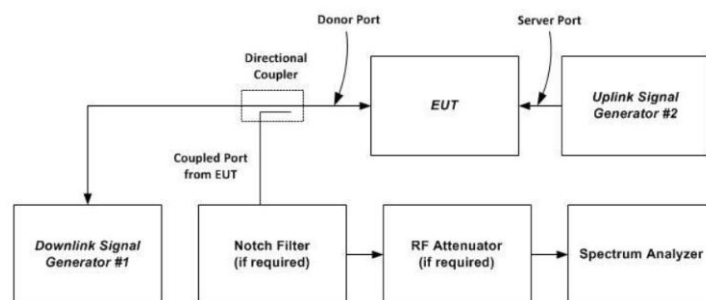 Donor Port
Server Port
Directional
Coupler
EUT
Uplink Signal
Generator #2
Coupled Port
from EUT
Downlink Signal
Generator #1
Notch Filter
(if required)
RF Attenuator
(if required)
Spectrum Analyzer